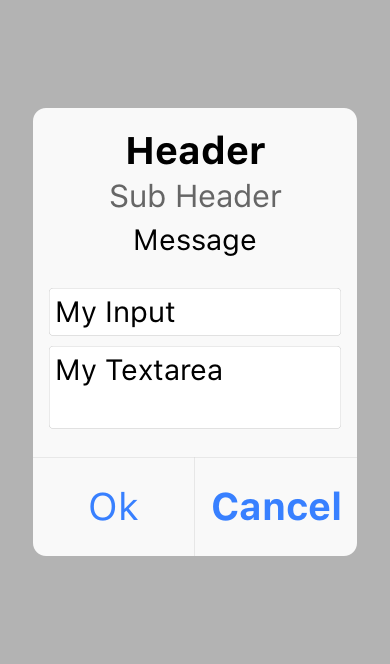 Header
Sub Header
Message
My Input
My Textarea
Ok
Cancel